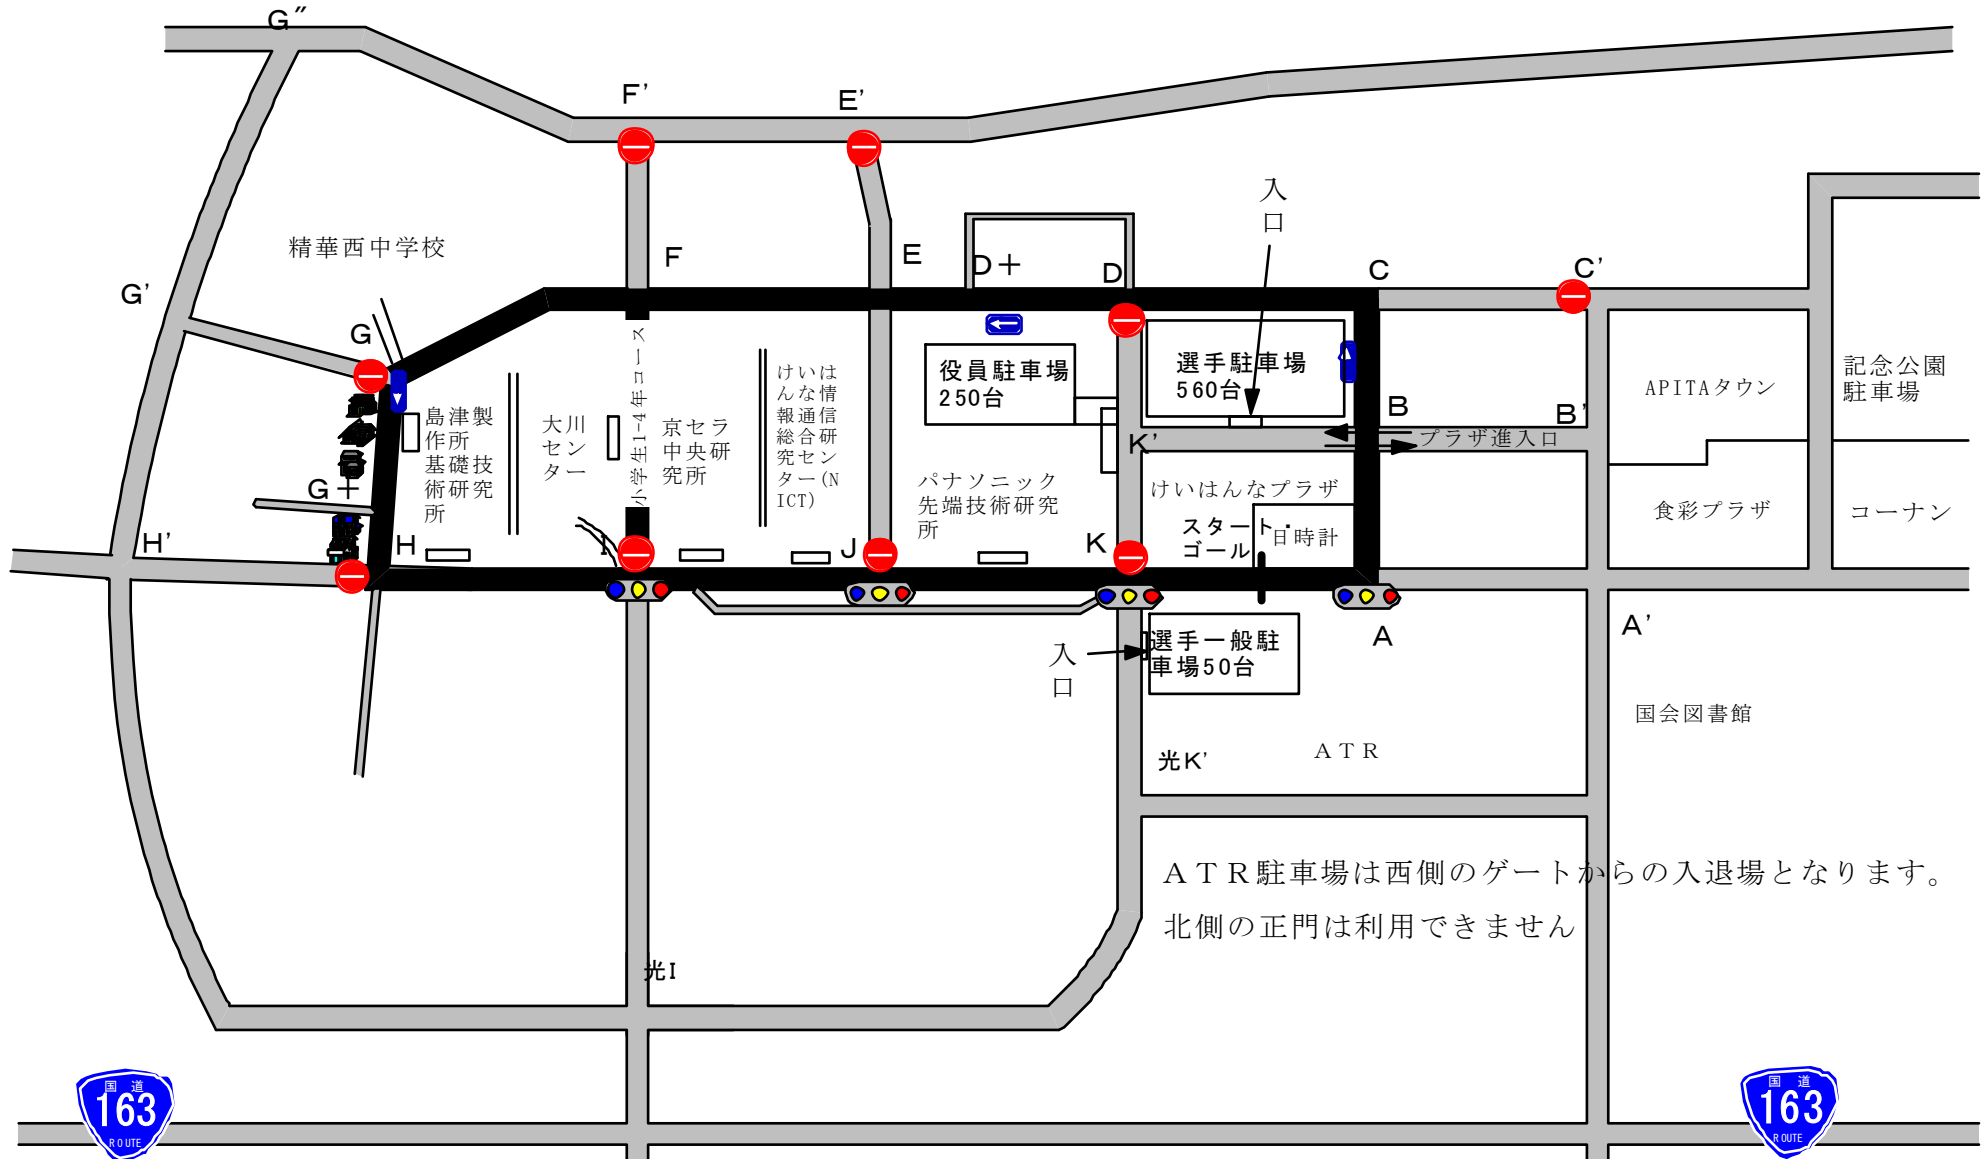 G″
F’
E’
入
口
精華西中学校
F
E
D＋
D
C
C’
G’
G
役員駐車場
250台
選手駐車場
560台
APITAタウン
記念公園
駐車場
島津製
作所
基礎技
術研究
所
大川
セン
ター
小学生1-4年コース
京セラ
中央研
究所
けいは
んな情
報通信
総合研
究セン
ター(N
ICT)
B
B’
プラザ進入口
K’
パナソニック
先端技術研究
所
けいはんなプラザ
スタート・
ゴール
日時計
食彩プラザ
コーナン
G＋
H’
H
I
J
K
A
A’
入
口
選手一般駐
車場50台
国会図書館
光K’
ＡＴＲ
ＡＴＲ駐車場は西側のゲートからの入退場となります。
北側の正門は利用できません
光I
国道
163
ROUTE
国道
163
ROUTE